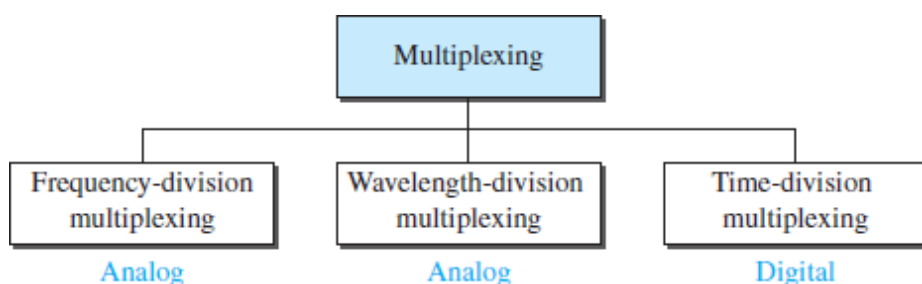 Multiplexing
Frequency-division
multiplexing
Wavelength-division
multiplexing
Time-division
multiplexing
Analog
Analog
Digital